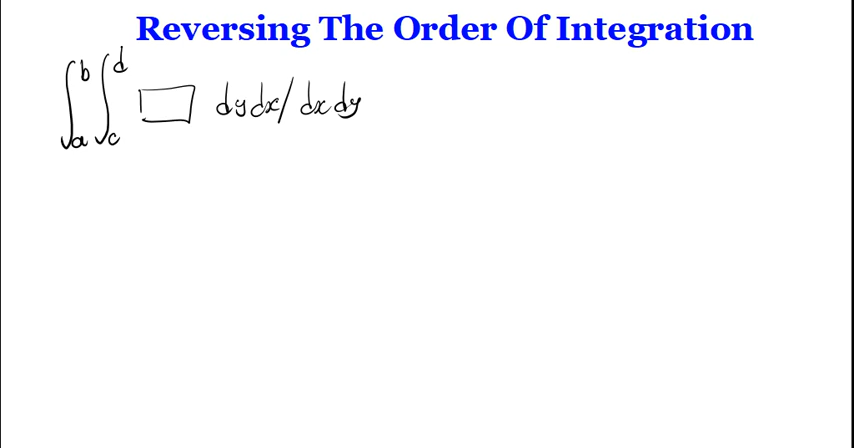 Reversing The Order Of Integration
∫_a^b ∫_c^d □ dydx / dxdy